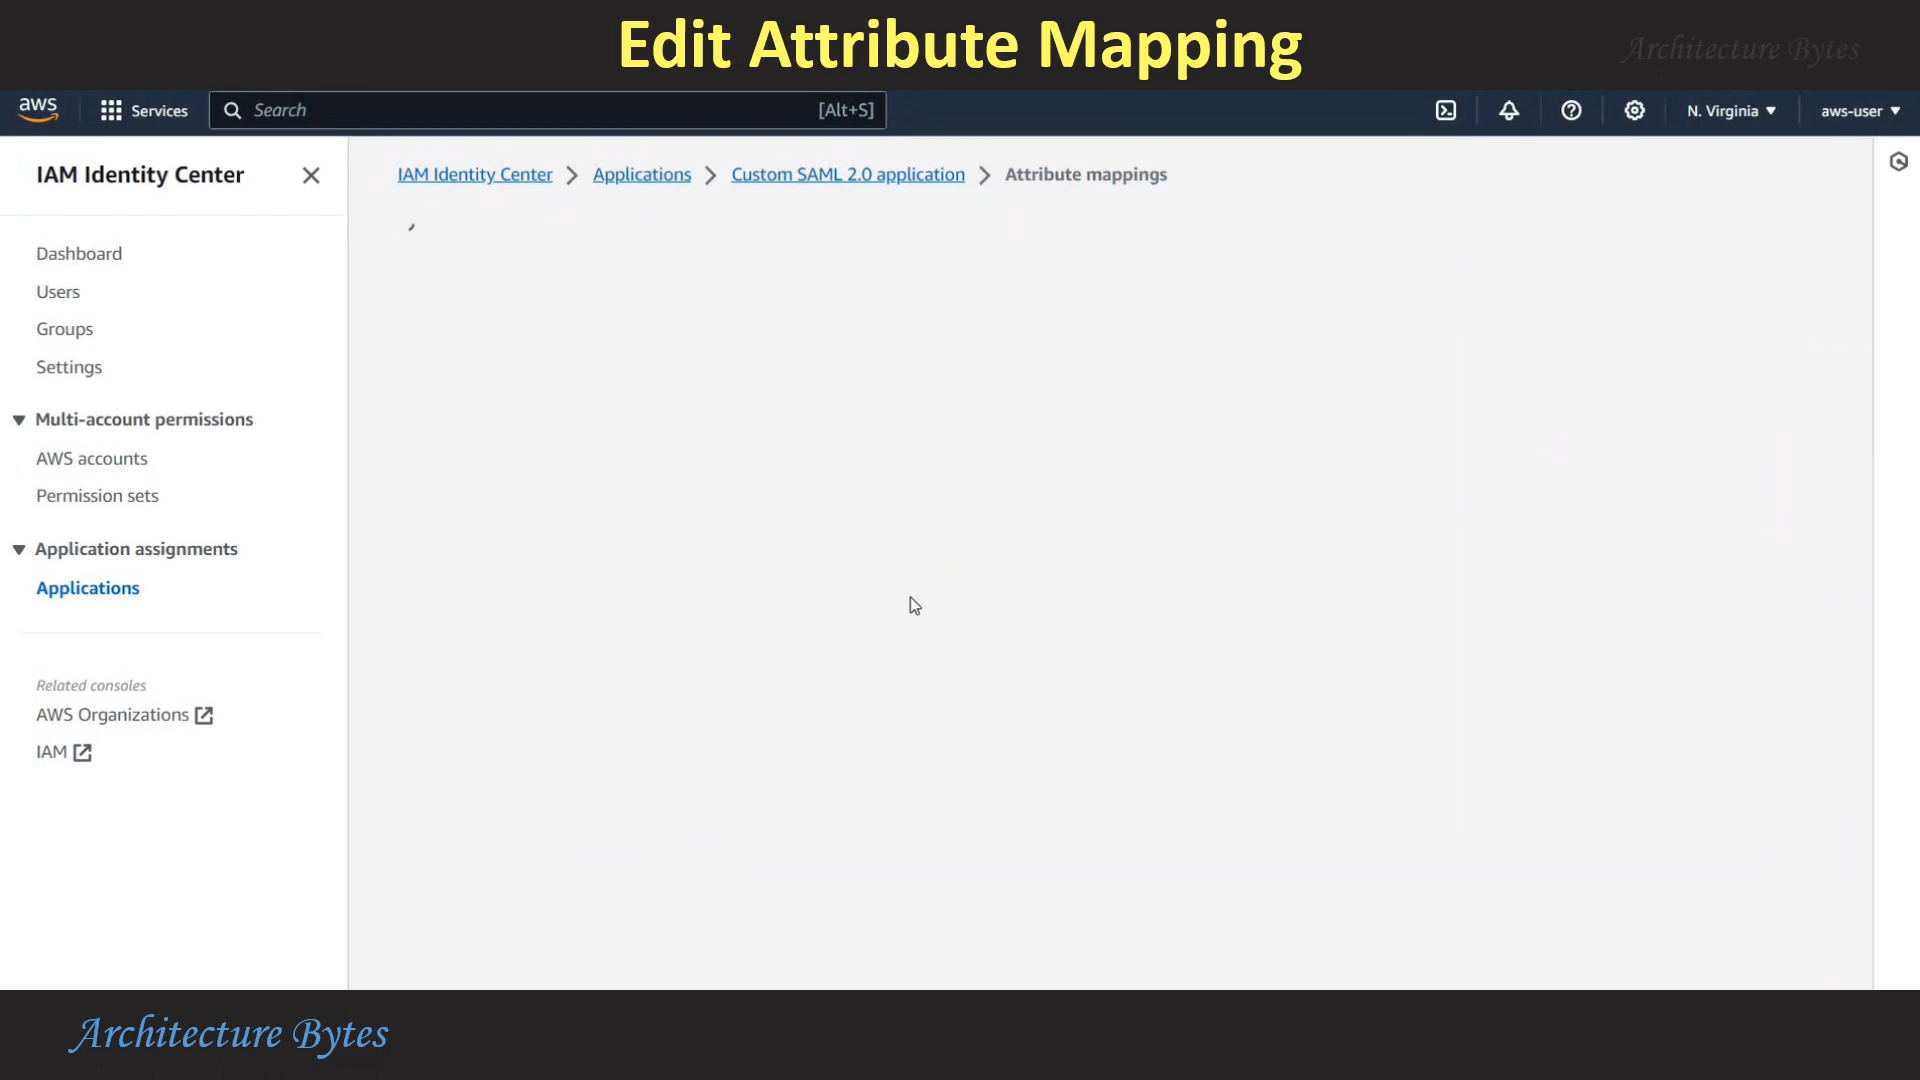 Edit Attribute Mapping
Architecture Bytes
aws
Services
Search
[Alt+S]
N. Virginia
aws-user
IAM Identity Center
IAM Identity Center
Applications
Custom SAML 2.0 application
Attribute mappings
Dashboard
Users
Groups
Settings
Multi-account permissions
AWS accounts
Permission sets
Application assignments
Applications
Related consoles
AWS Organizations
IAM
Architecture Bytes